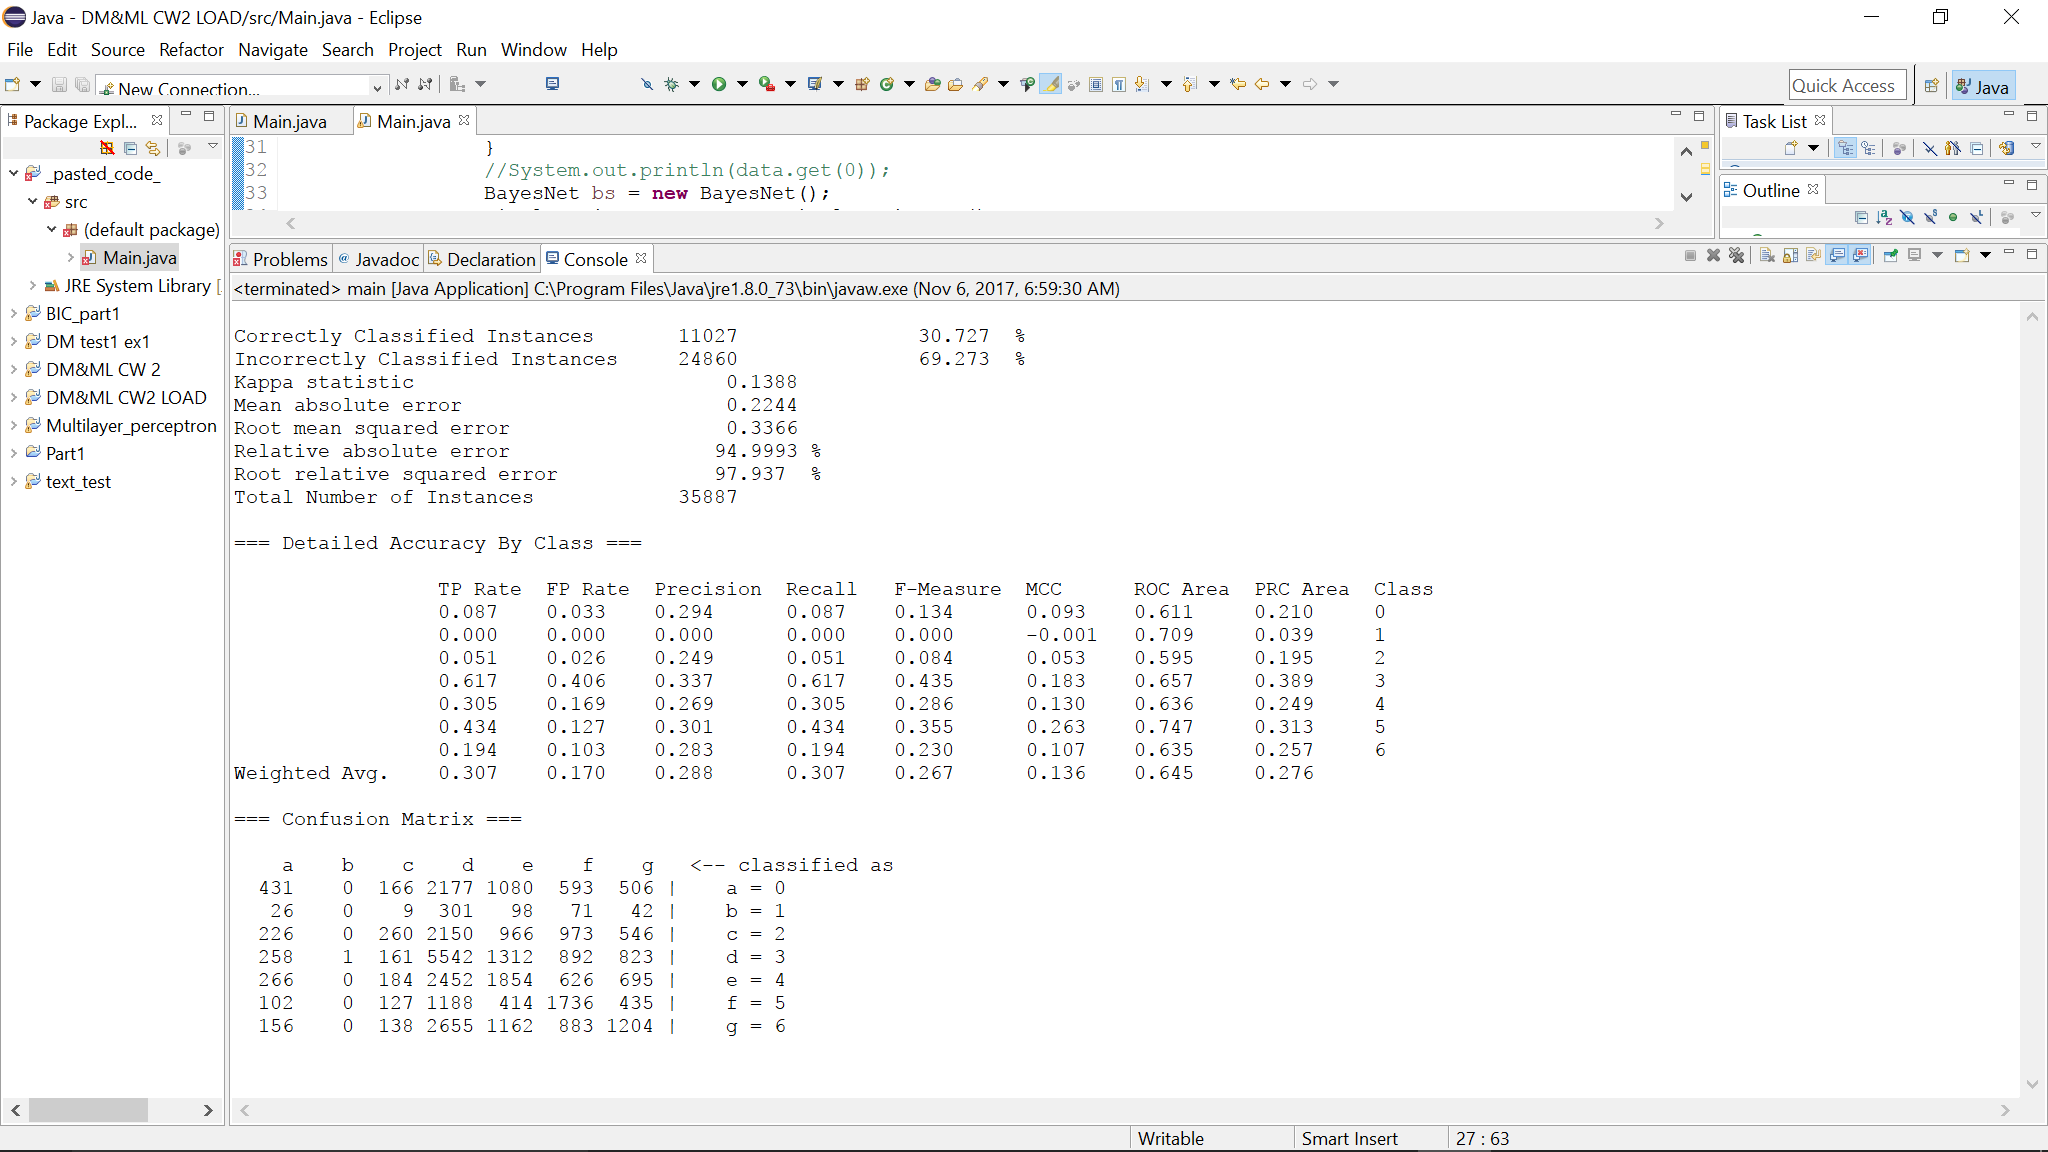 Java - DM&ML CW2 LOAD/src/Main.java - Eclipse
File Edit Source Refactor Navigate Search Project Run Window Help
New Connection...
Quick Access
Java
Package Expl...
_pasted_code_
src
(default package)
Main.java
JRE System Library [
BIC_part1
DM test1 ex1
DM&ML CW 2
DM&ML CW2 LOAD
Multilayer_perceptron
Part1
text_test
Main.java Main.java
31 }
32 //System.out.println(data.get(0));
33 BayesNet bs = new BayesNet();
Task List
Outline
Problems @ Javadoc Declaration Console
<terminated> main [Java Application] C:\Program Files\Java\jre1.8.0_73\bin\javaw.exe (Nov 6, 2017, 6:59:30 AM)
Correctly Classified Instances 11027 30.727 %
Incorrectly Classified Instances 24860 69.273 %
Kappa statistic 0.1388
Mean absolute error 0.2244
Root mean squared error 0.3366
Relative absolute error 94.9993 %
Root relative squared error 97.937 %
Total Number of Instances 35887
=== Detailed Accuracy By Class ===
TP Rate FP Rate Precision Recall F-Measure MCC ROC Area PRC Area Class
0.087 0.033 0.294 0.087 0.134 0.093 0.611 0.210 0
0.000 0.000 0.000 0.000 0.000 -0.001 0.709 0.039 1
0.051 0.026 0.249 0.051 0.084 0.053 0.595 0.195 2
0.617 0.406 0.337 0.617 0.435 0.183 0.657 0.389 3
0.305 0.169 0.269 0.305 0.286 0.130 0.636 0.249 4
0.434 0.127 0.301 0.434 0.355 0.263 0.747 0.313 5
0.194 0.103 0.283 0.194 0.230 0.107 0.635 0.257 6
Weighted Avg. 0.307 0.170 0.288 0.307 0.267 0.136 0.645 0.276
=== Confusion Matrix ===
a b c d e f g <-- classified as
431 0 166 2177 1080 593 506 | a = 0
26 0 9 301 98 71 42 | b = 1
226 0 260 2150 966 973 546 | c = 2
258 1 161 5542 1312 892 823 | d = 3
266 0 184 2452 1854 626 695 | e = 4
102 0 127 1188 414 1736 435 | f = 5
156 0 138 2655 1162 883 1204 | g = 6
Writable Smart Insert 27 : 63